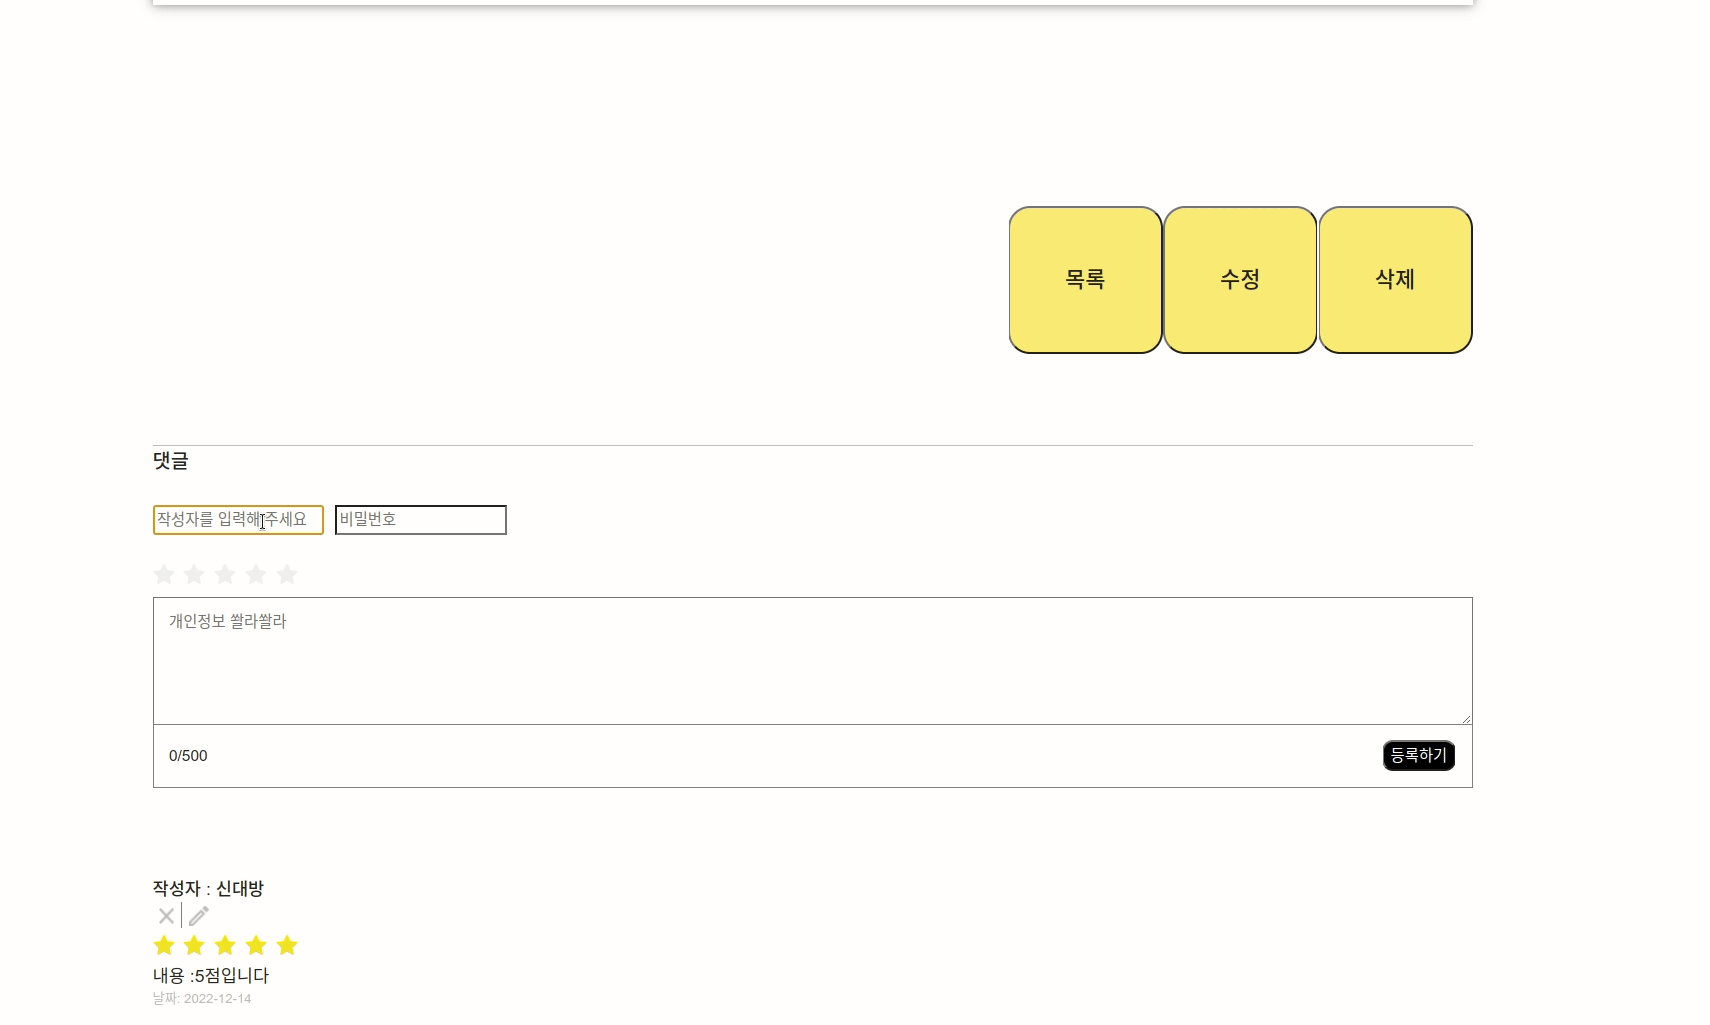 목록 수정 삭제
댓글
작성자를 입력해 주세요 비밀번호
개인정보 쏼라쏼라
0/500 등록하기
작성자 : 신대방
내용 :5점입니다
날짜: 2022-12-14